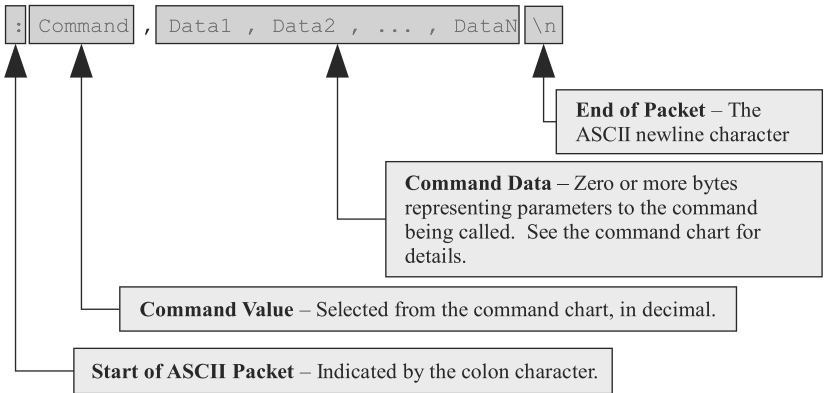 : Command , Data1 , Data2 , ... , DataN \n
End of Packet – The
ASCII newline character
Command Data – Zero or more bytes
representing parameters to the command
being called. See the command chart for
details.
Command Value – Selected from the command chart, in decimal.
Start of ASCII Packet – Indicated by the colon character.